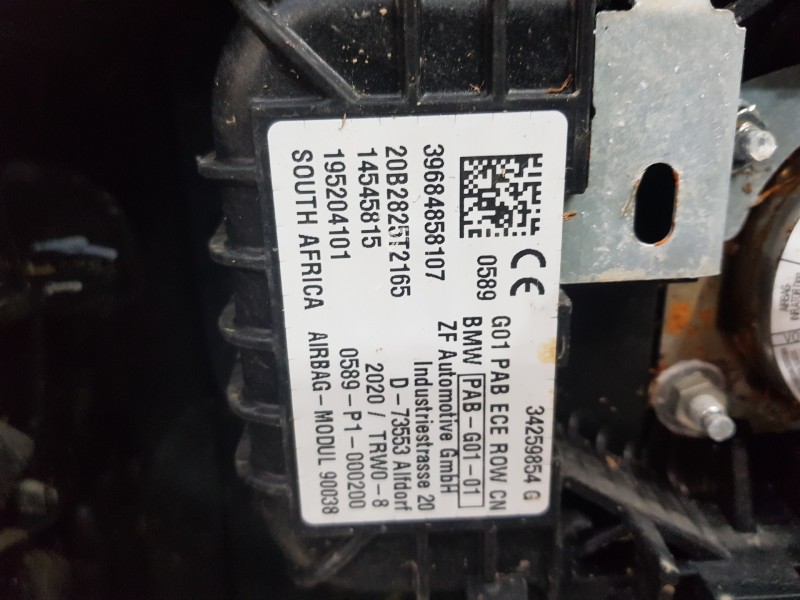 34259854 G
G01 PAB ECE ROW CN
BMW PAB-G01-01
ZF Automotive GmbH
Industriestrasse 20
D-73553 Alfdorf
2020 / TRW0-8
0589-P1-000200
AIRBAG-MODUL 90038
CE
0589
39684858107
20B2825T2165
14545815
195204101
SOUTH AFRICA